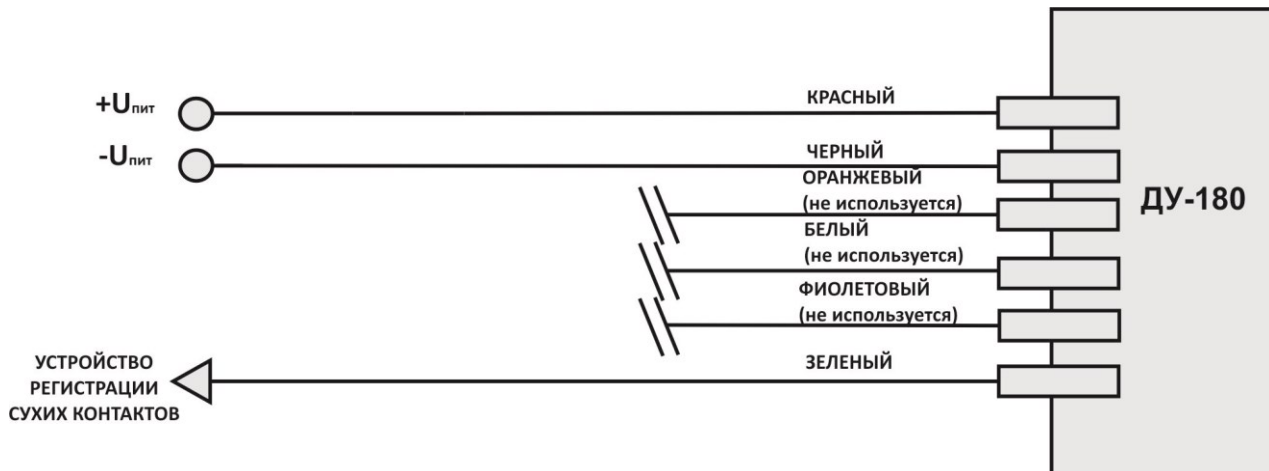 +Uпит
КРАСНЫЙ
-Uпит
ЧЕРНЫЙ
ОРАНЖЕВЫЙ
(не используется)
БЕЛЫЙ
(не используется)
ФИОЛЕТОВЫЙ
(не используется)
ЗЕЛЕНЫЙ
ДУ-180
УСТРОЙСТВО
РЕГИСТРАЦИИ
СУХИХ КОНТАКТОВ